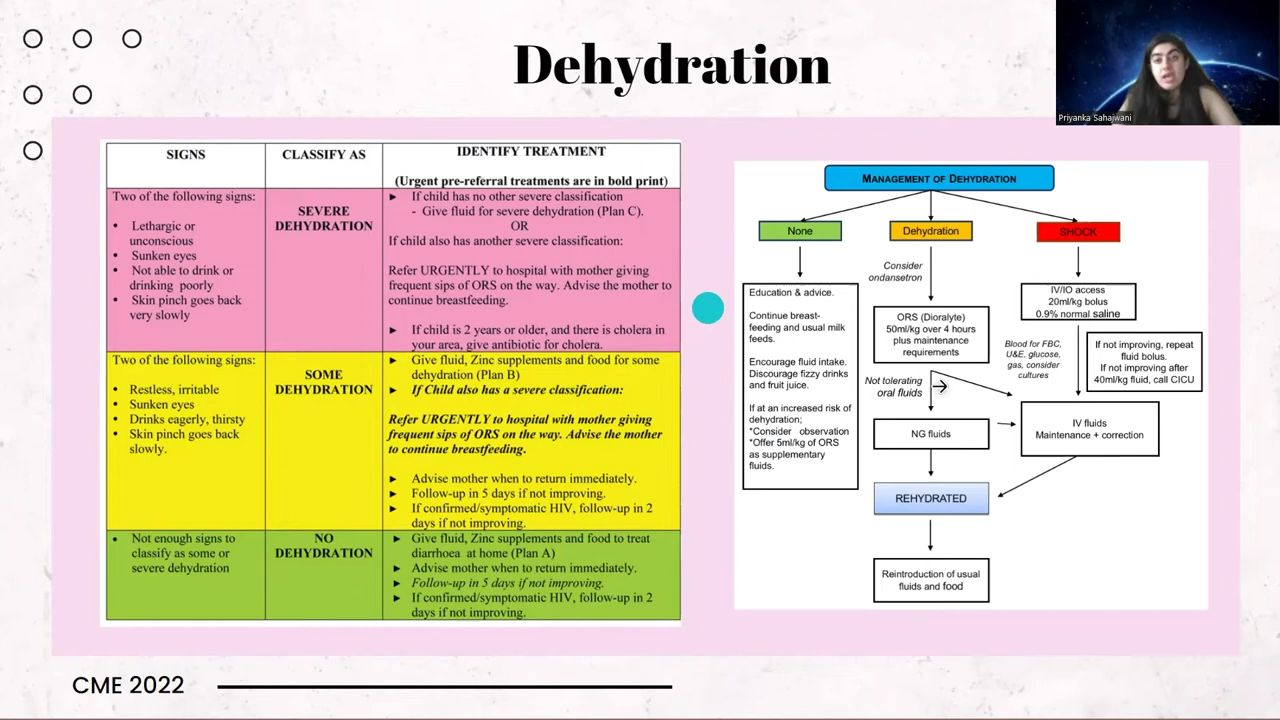 Dehydration
Priyanka Sahajwani
SIGNS
CLASSIFY AS
IDENTIFY TREATMENT
(Urgent pre-referral treatments are in bold print)
Two of the following signs:
• Lethargic or
unconscious
• Sunken eyes
• Not able to drink or
drinking poorly
• Skin pinch goes back
very slowly
SEVERE
DEHYDRATION
► If child has no other severe classification
- Give fluid for severe dehydration (Plan C).
OR
If child also has another severe classification:
Refer URGENTLY to hospital with mother giving
frequent sips of ORS on the way. Advise the mother to
continue breastfeeding.
► If child is 2 years or older, and there is cholera in
your area, give antibiotic for cholera.
Two of the following signs:
• Restless, irritable
• Sunken eyes
• Drinks eagerly, thirsty
• Skin pinch goes back
slowly.
SOME
DEHYDRATION
► Give fluid, Zinc supplements and food for some
dehydration (Plan B)
► If Child also has a severe classification:
Refer URGENTLY to hospital with mother giving
frequent sips of ORS on the way. Advise the mother
to continue breastfeeding.
► Advise mother when to return immediately.
► Follow-up in 5 days if not improving.
► If confirmed/symptomatic HIV, follow-up in 2
days if not improving.
• Not enough signs to
classify as some or
severe dehydration
NO
DEHYDRATION
► Give fluid, Zinc supplements and food to treat
diarrhoea at home (Plan A)
► Advise mother when to return immediately.
► Follow-up in 5 days if not improving.
► If confirmed/symptomatic HIV, follow-up in 2
days if not improving.
MANAGEMENT OF DEHYDRATION
None
Dehydration
SHOCK
Education & advice.
Continue breast-
feeding and usual milk
feeds.
Encourage fluid intake.
Discourage fizzy drinks
and fruit juice.
If at an increased risk of
dehydration;
*Consider observation
*Offer 5ml/kg of ORS
as supplementary
fluids.
Consider
ondansetron
ORS (Dioralyte)
50ml/kg over 4 hours
plus maintenance
requirements
Not tolerating
oral fluids
NG fluids
IV/IO access
20ml/kg bolus
0.9% normal saline
Blood for FBC,
U&E, glucose,
gas, consider
cultures
If not improving, repeat
fluid bolus.
If not improving after
40ml/kg fluid, call CICU
IV fluids
Maintenance + correction
REHYDRATED
Reintroduction of usual
fluids and food
CME 2022